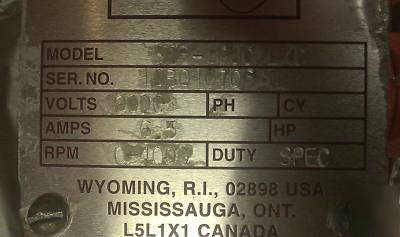 MODEL
SER. NO.
VOLTS PH CY
AMPS 6.5 HP
RPM DUTY SPEC
WYOMING, R.I., 02898 USA
MISSISSAUGA, ONT.
L5L1X1 CANADA